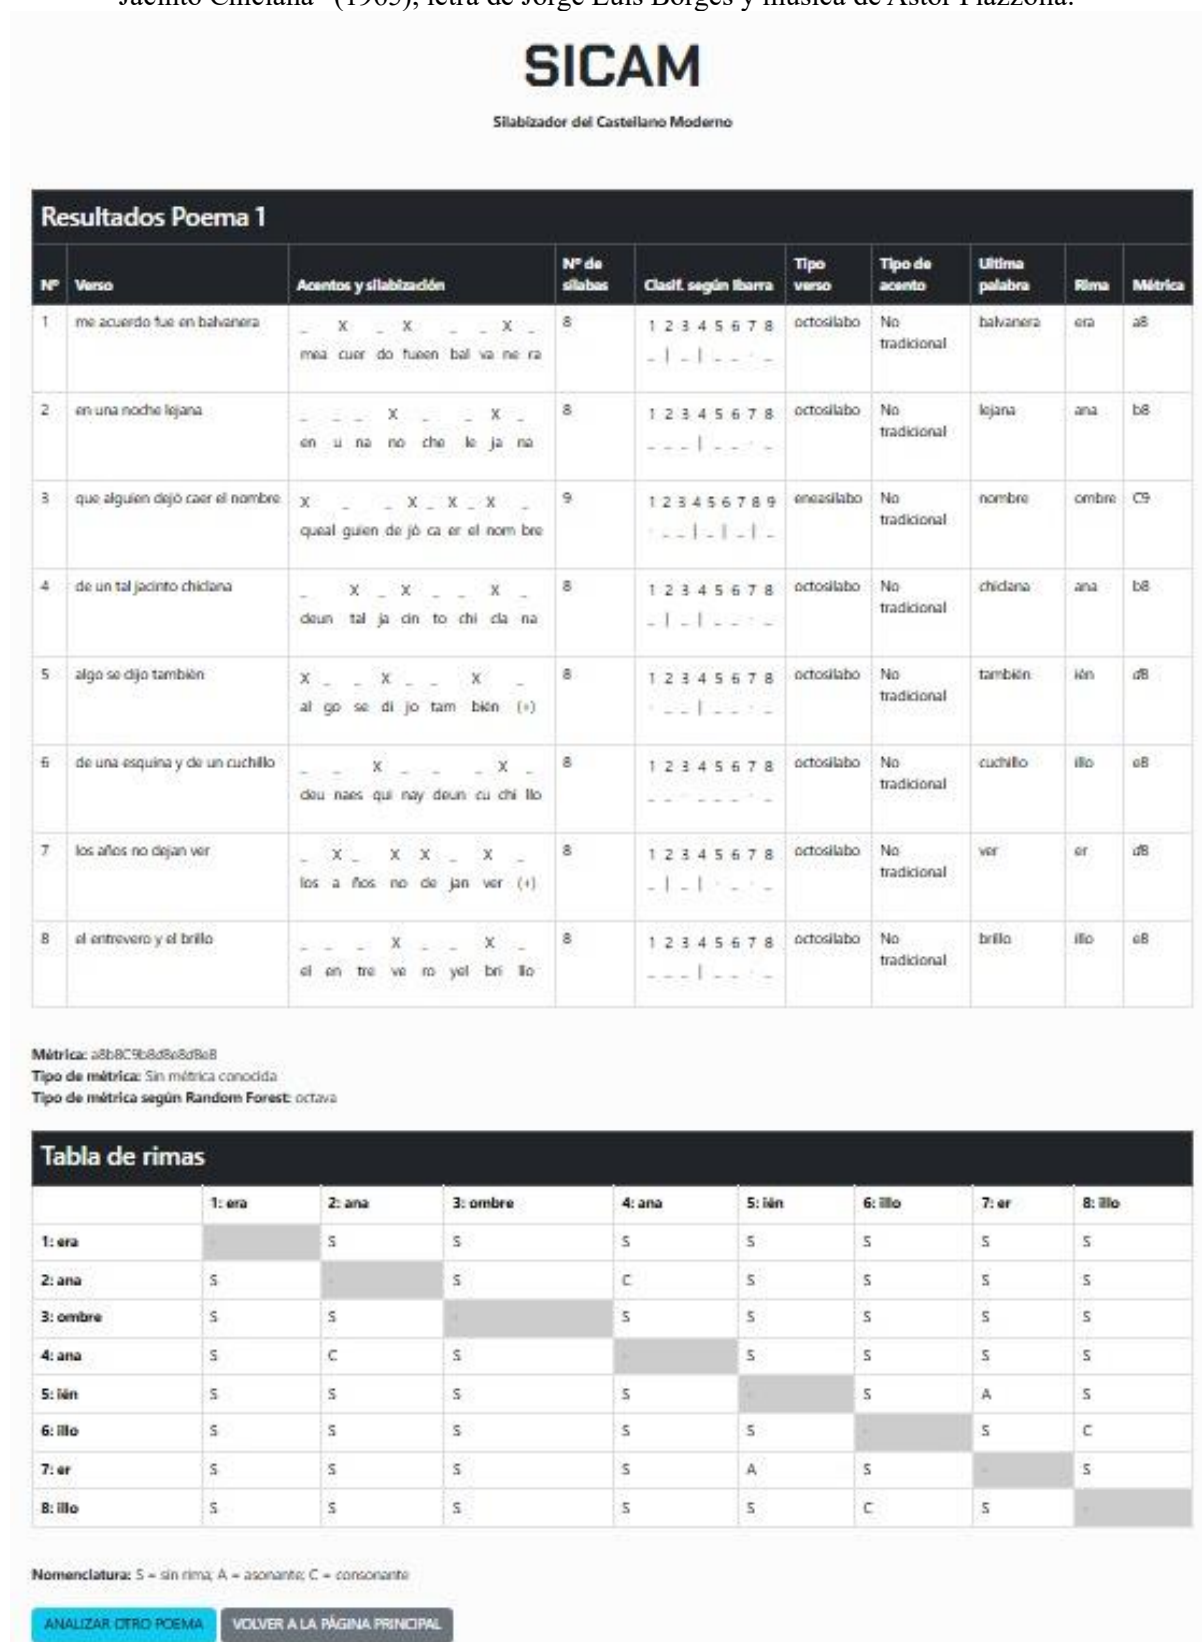 Jacinto Chiclana" (1965), letra de Jorge Luis Borges y música de Astor Piazzolla.
SICAM
Silabizador del Castellano Moderno
Resultados Poema 1
Nº Verso Acentos y silabización Nº de sílabas Clasif. según Ibarra Tipo verso Tipo de acento Ultima palabra Rima Métrica
1 me acuerdo fue en balvanera _ X _ X _ _ X _ 8 1 2 3 4 5 6 7 8 octosilabo No tradicional balvanera era a8
mea cuer do fueen bal va ne ra _ | _ | _ _ · _
2 en una noche lejana _ _ _ X _ _ X _ 8 1 2 3 4 5 6 7 8 octosilabo No tradicional lejana ana b8
en u na no che le ja na _ _ _ | _ _ · _
3 que alguien dejó caer el nombre X _ _ X _ X _ X _ 9 1 2 3 4 5 6 7 8 9 eneasilabo No tradicional nombre ombre C9
queal guien de jó ca er el nom bre · _ _ | _ | _ | _
4 de un tal jacinto chiclana _ X _ X _ _ X _ 8 1 2 3 4 5 6 7 8 octosilabo No tradicional chiclana ana b8
deun tal ja cin to chi cla na _ | _ | _ _ · _
5 algo se dijo también X _ _ X _ _ X _ 8 1 2 3 4 5 6 7 8 octosilabo No tradicional también ién d8
al go se di jo tam bién (+) · _ _ | _ _ · _
6 de una esquina y de un cuchillo _ _ X _ _ _ X _ 8 1 2 3 4 5 6 7 8 octosilabo No tradicional cuchillo illo e8
deu naes qui nay deun cu chi llo _ _ · _ _ _ · _
7 los años no dejan ver _ X _ X X _ X _ 8 1 2 3 4 5 6 7 8 octosilabo No tradicional ver er d8
los a ños no de jan ver (+) _ | _ | · _ · _
8 el entrevero y el brillo _ _ _ X _ _ X _ 8 1 2 3 4 5 6 7 8 octosilabo No tradicional brillo illo e8
el en tre ve ro yel bri llo _ _ _ | _ _ · _
Métrica: a8b8C9b8d8e8d8e8
Tipo de métrica: Sin métrica conocida
Tipo de métrica según Random Forest: octava
Tabla de rimas
1: era 2: ana 3: ombre 4: ana 5: ién 6: illo 7: er 8: illo
1: era - S S S S S S S
2: ana S - S C S S S S
3: ombre S S - S S S S S
4: ana S C S - S S S S
5: ién S S S S - S A S
6: illo S S S S S - S C
7: er S S S S A S - S
8: illo S S S S S C S -
Nomenclatura: S = sin rima; A = asonante; C = consonante
ANALIZAR OTRO POEMA VOLVER A LA PÁGINA PRINCIPAL